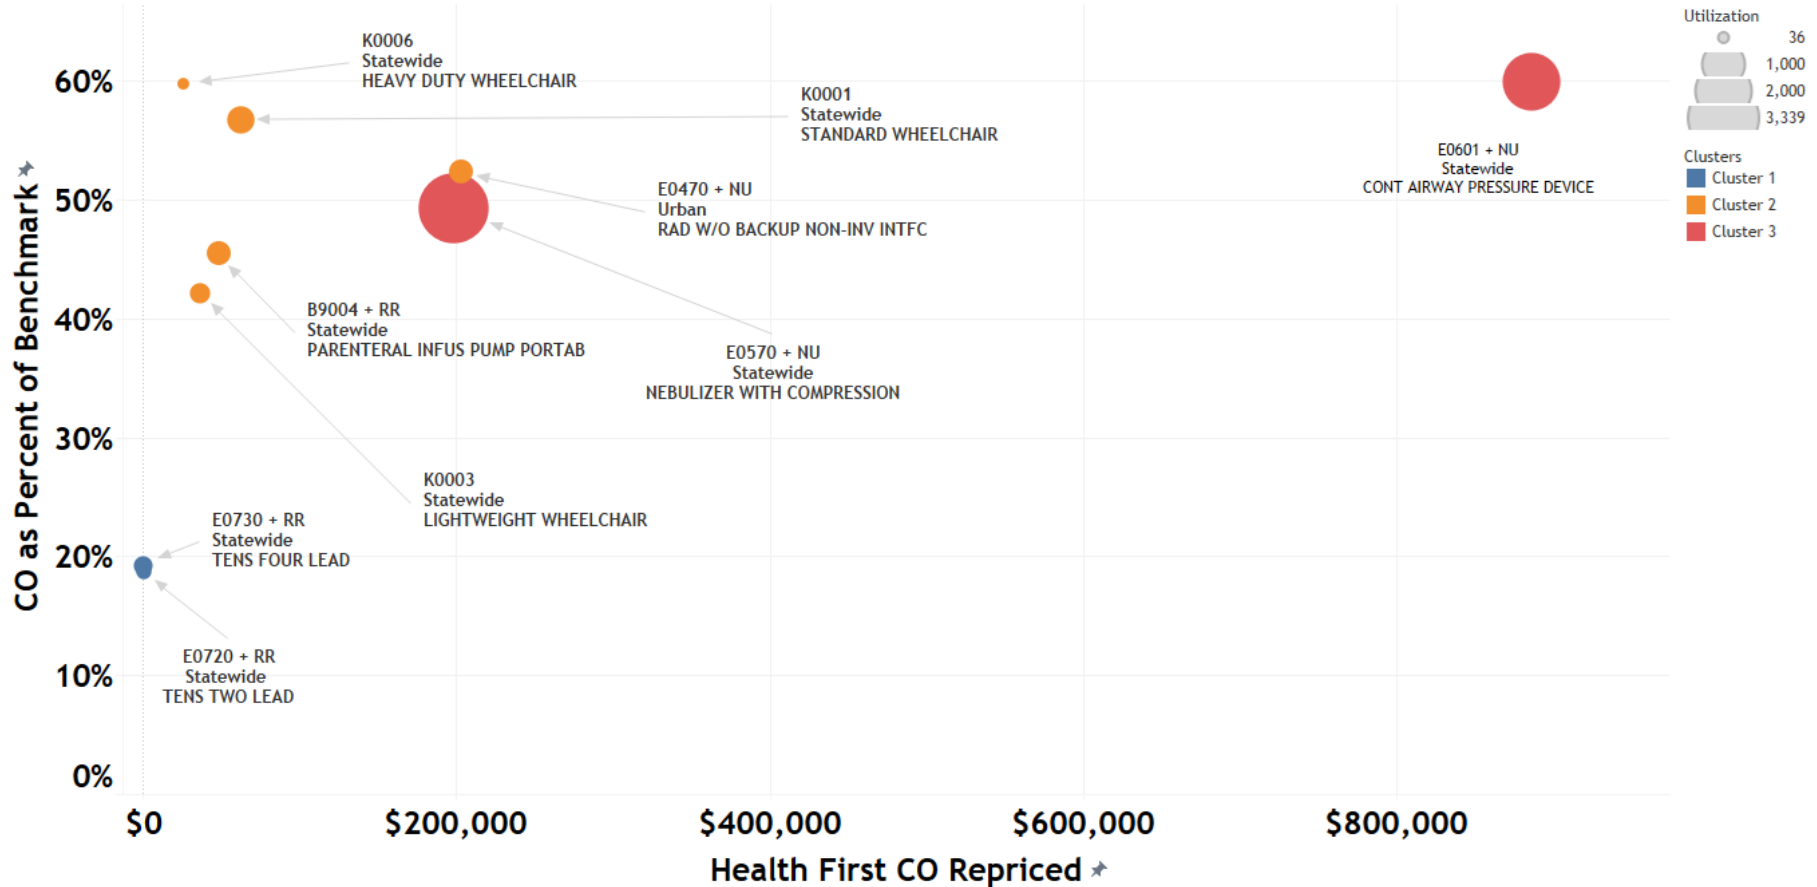 K0006
Statewide
HEAVY DUTY WHEELCHAIR
K0001
Statewide
STANDARD WHEELCHAIR
E0470 + NU
Urban
RAD W/O BACKUP NON-INV INTFC
E0601 + NU
Statewide
CONT AIRWAY PRESSURE DEVICE
B9004 + RR
Statewide
PARENTERAL INFUS PUMP PORTAB
E0570 + NU
Statewide
NEBULIZER WITH COMPRESSION
K0003
Statewide
LIGHTWEIGHT WHEELCHAIR
E0730 + RR
Statewide
TENS FOUR LEAD
E0720 + RR
Statewide
TENS TWO LEAD
CO as Percent of Benchmark
60%
50%
40%
30%
20%
10%
0%
$0
$200,000
$400,000
$600,000
$800,000
Health First CO Repriced
Utilization
36
1,000
2,000
3,339
Clusters
Cluster 1
Cluster 2
Cluster 3